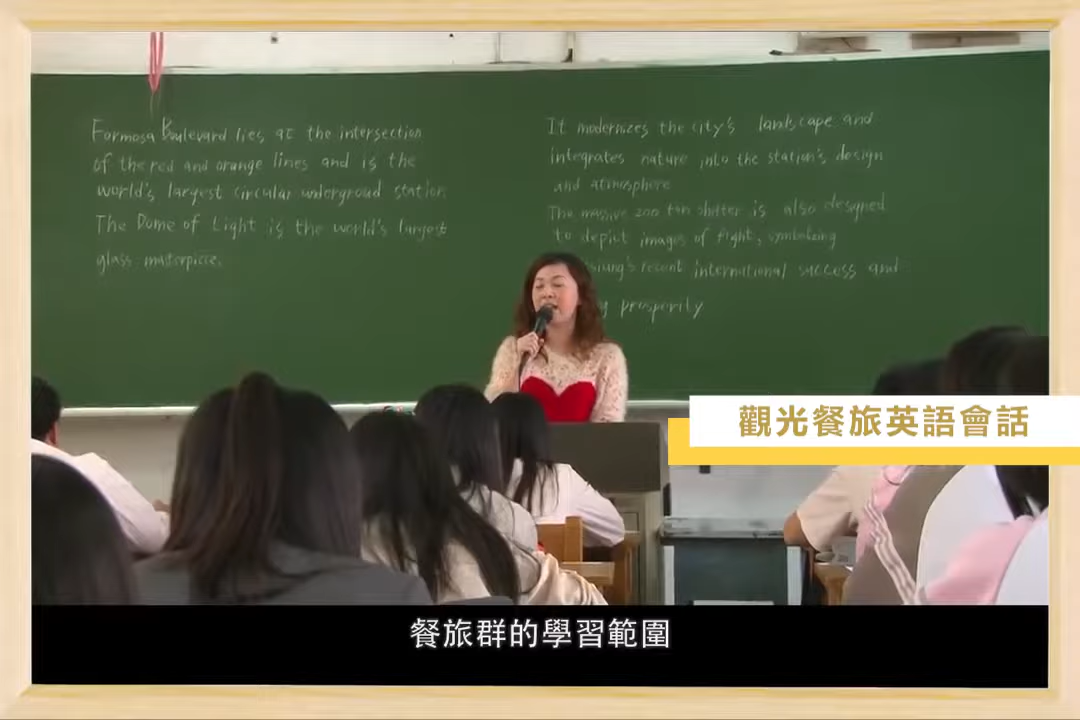 Formosa Boulevard lies at the intersection
of the red and orange lines and is the
world's largest circular underground station.
The Dome of Light is the world's largest
glass masterpiece.
It modernizes the city's landscape and
integrates nature into the station's design
and atmosphere
The massive 200 ton shutter is also designed
to depict images of fight, symbolizing
recent international success and
prosperity
觀光餐旅英語會話
餐旅群的學習範圍